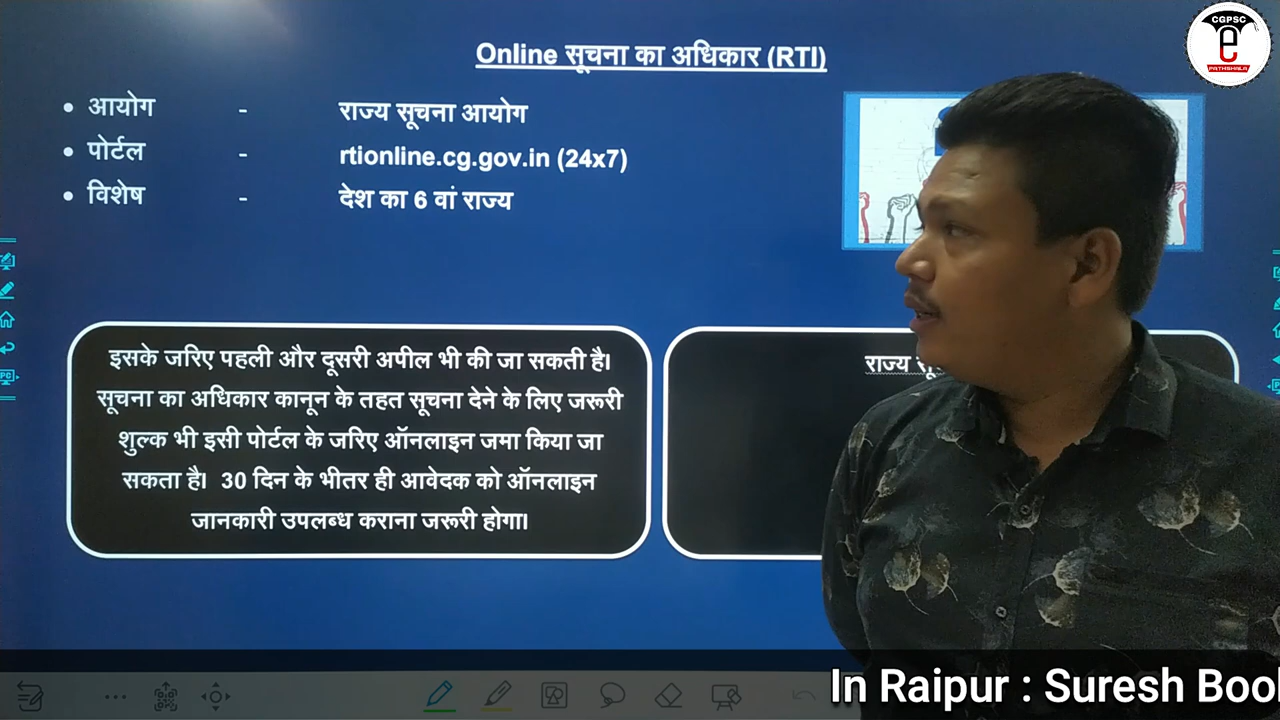 CGPSC
e
PATHSHALA
Online सूचना का अधिकार (RTI)
• आयोग - राज्य सूचना आयोग
• पोर्टल - rtionline.cg.gov.in (24x7)
• विशेष - देश का 6 वां राज्य
इसके जरिए पहली और दूसरी अपील भी की जा सकती है।
सूचना का अधिकार कानून के तहत सूचना देने के लिए जरूरी
शुल्क भी इसी पोर्टल के जरिए ऑनलाइन जमा किया जा
सकता है। 30 दिन के भीतर ही आवेदक को ऑनलाइन
जानकारी उपलब्ध कराना जरूरी होगा।
राज्य
In Raipur : Suresh